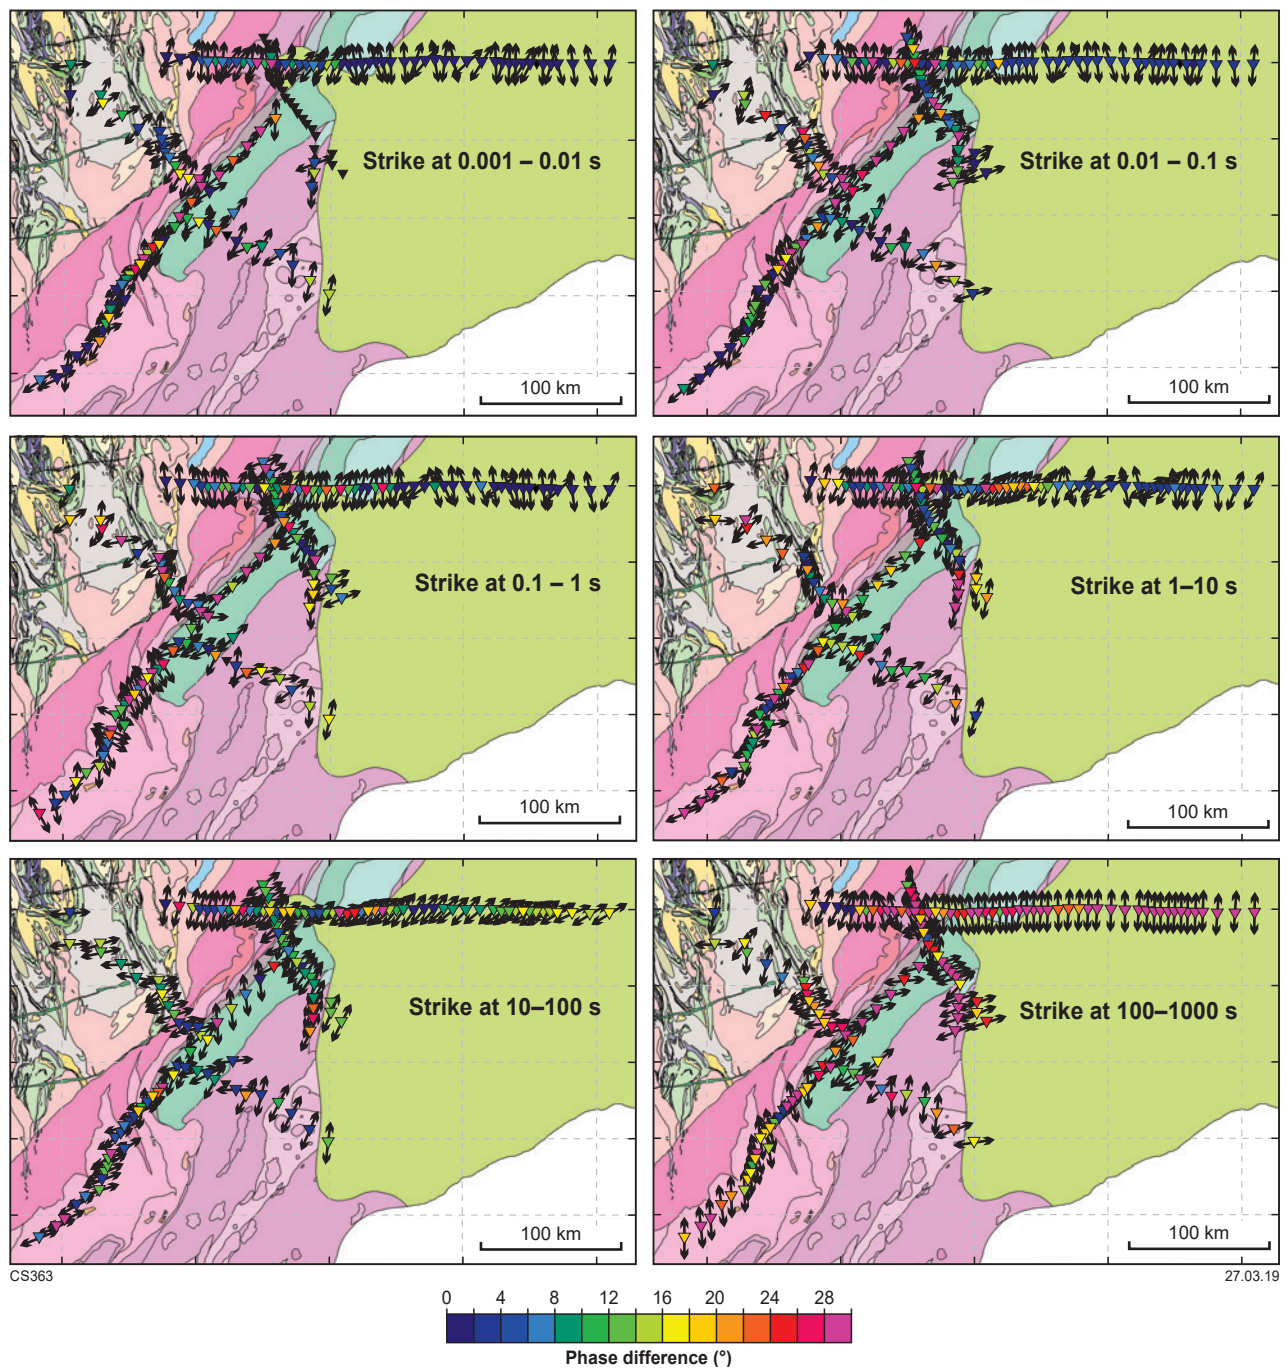 Strike at 0.001 – 0.01 s
100 km
Strike at 0.01 – 0.1 s
100 km
Strike at 0.1 – 1 s
100 km
Strike at 1–10 s
100 km
Strike at 10–100 s
100 km
Strike at 100–1000 s
100 km
CS363
27.03.19
0 4 8 12 16 20 24 28
Phase difference (°)